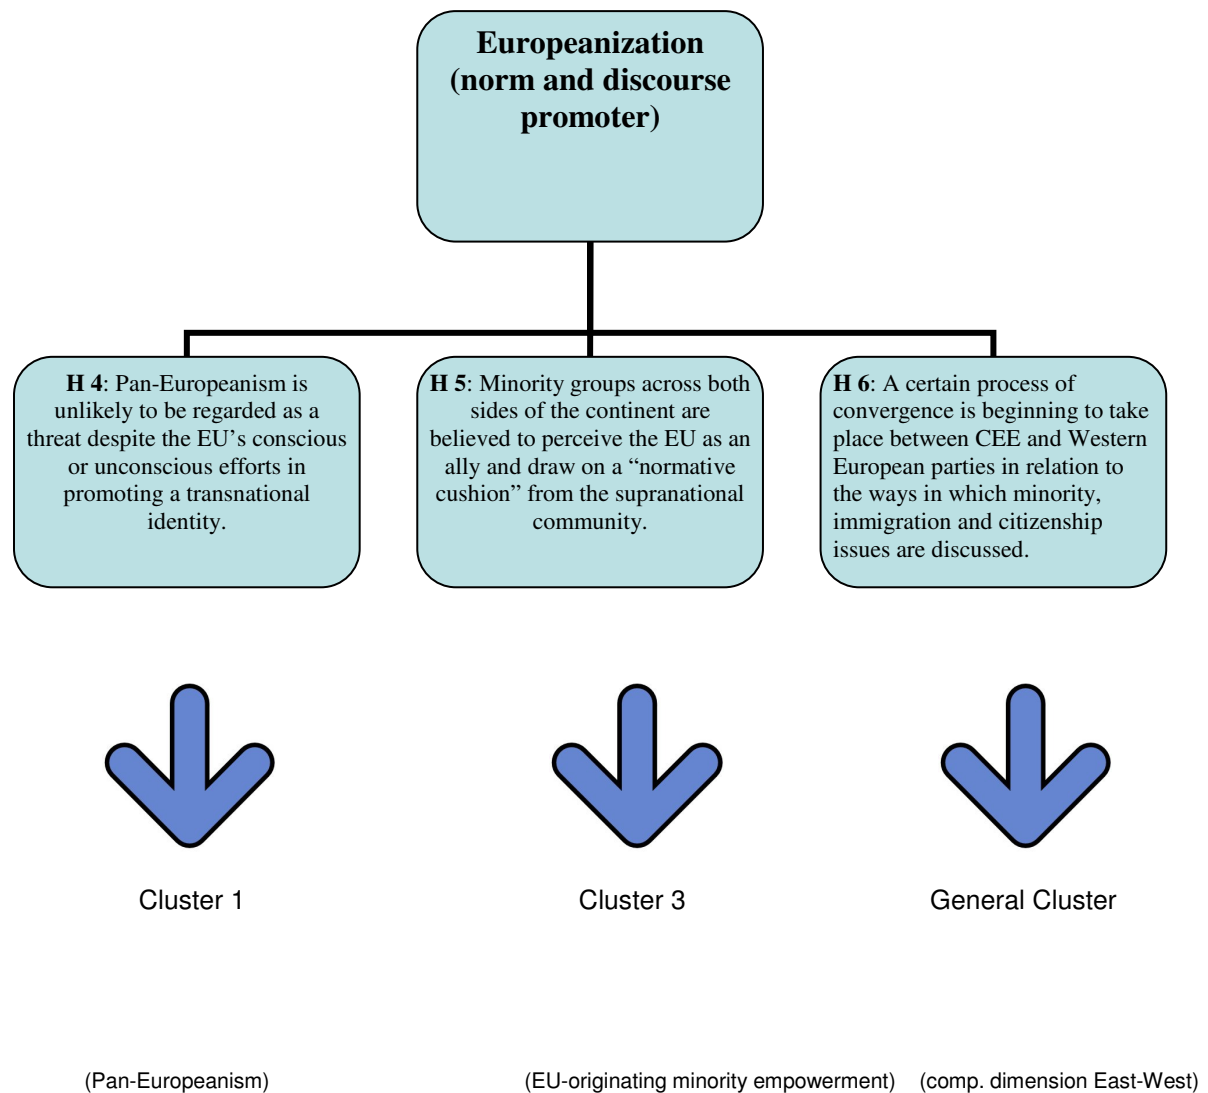 Europeanization
(norm and discourse
promoter)
H 4: Pan-Europeanism is
unlikely to be regarded as a
threat despite the EU’s conscious
or unconscious efforts in
promoting a transnational
identity.
H 5: Minority groups across both
sides of the continent are
believed to perceive the EU as an
ally and draw on a “normative
cushion” from the supranational
community.
H 6: A certain process of
convergence is beginning to take
place between CEE and Western
European parties in relation to
the ways in which minority,
immigration and citizenship
issues are discussed.
Cluster 1
Cluster 3
General Cluster
(Pan-Europeanism)
(EU-originating minority empowerment)
(comp. dimension East-West)